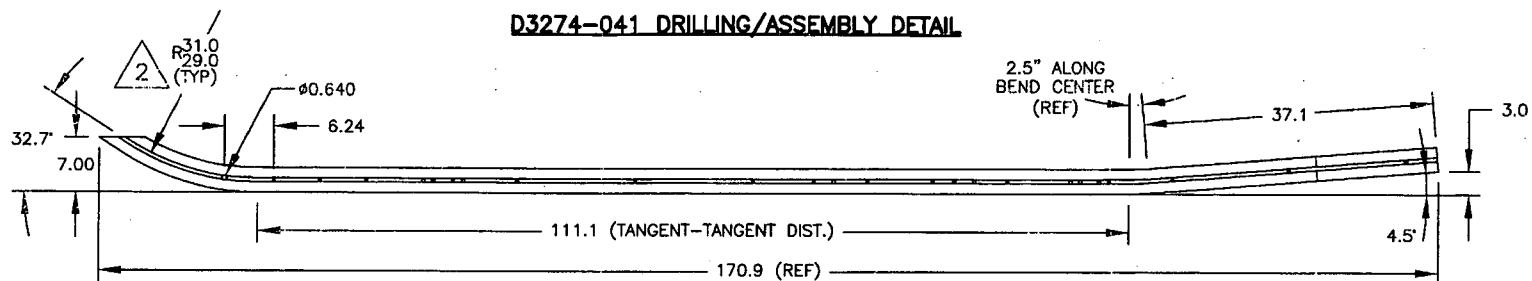 D3274-041 DRILLING/ASSEMBLY DETAIL
2
R31.0
29.0
(TYP)
Ø0.640
6.24
2.5" ALONG
BEND CENTER
(REF)
37.1
3.0
32.7°
7.00
111.1 (TANGENT-TANGENT DIST.)
4.5°
170.9 (REF)